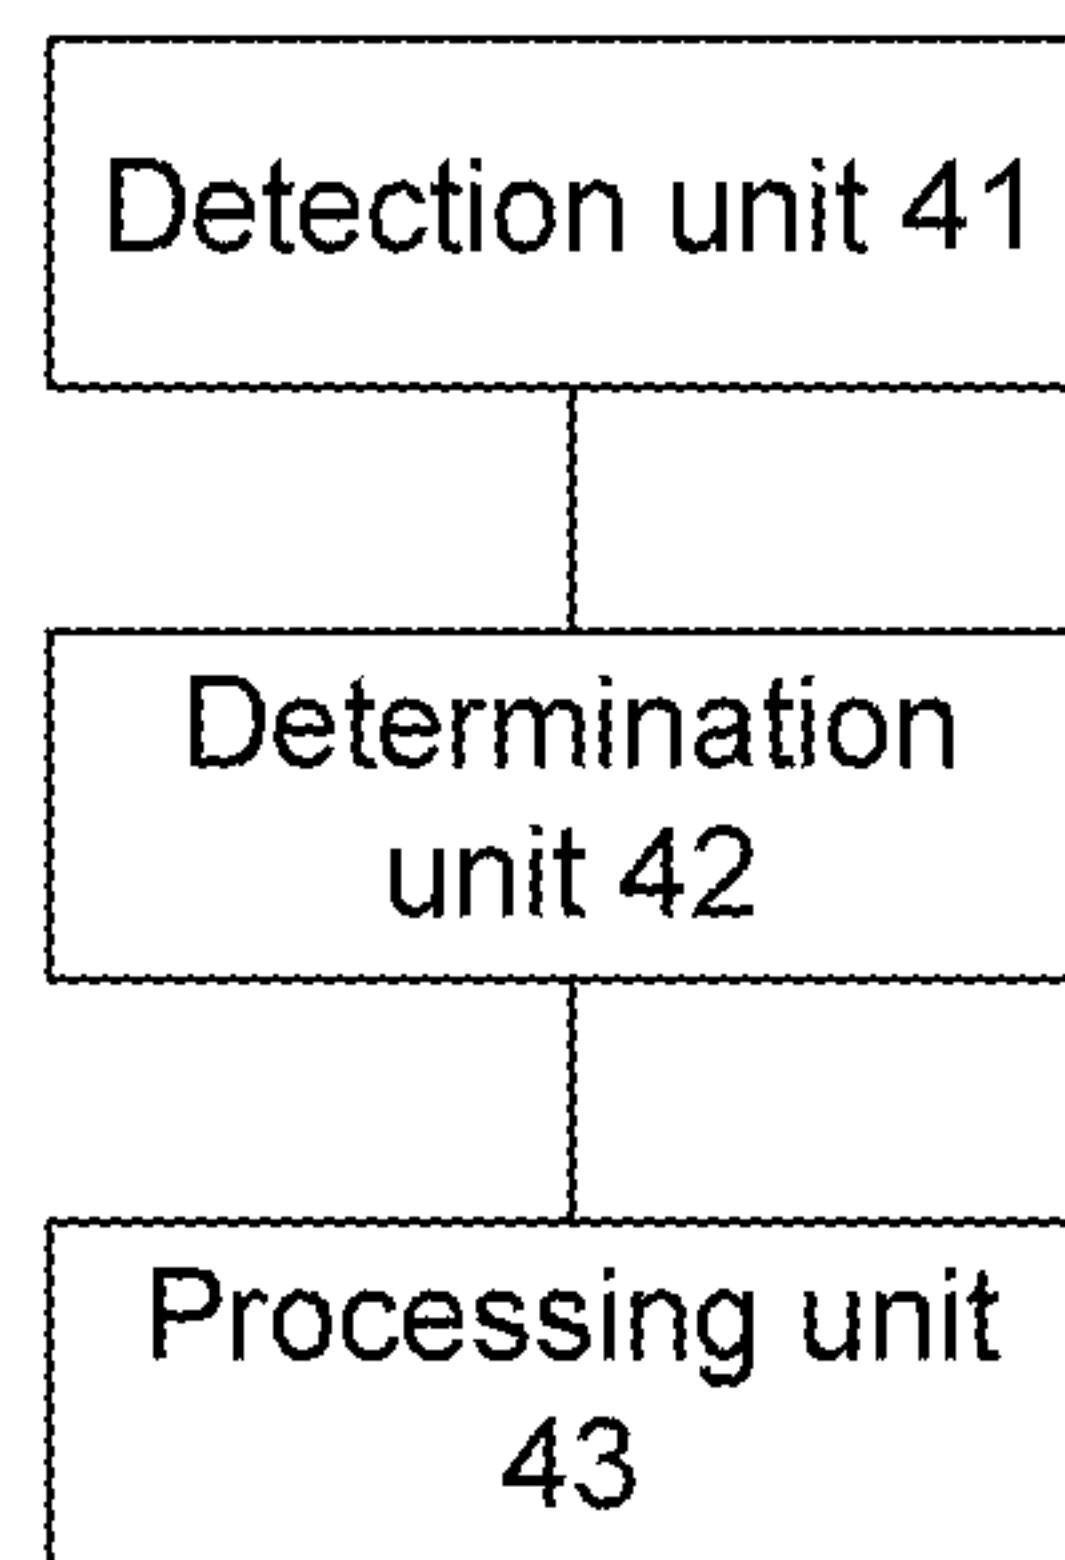 Detection unit 41
Determination
unit 42
Processing unit
43